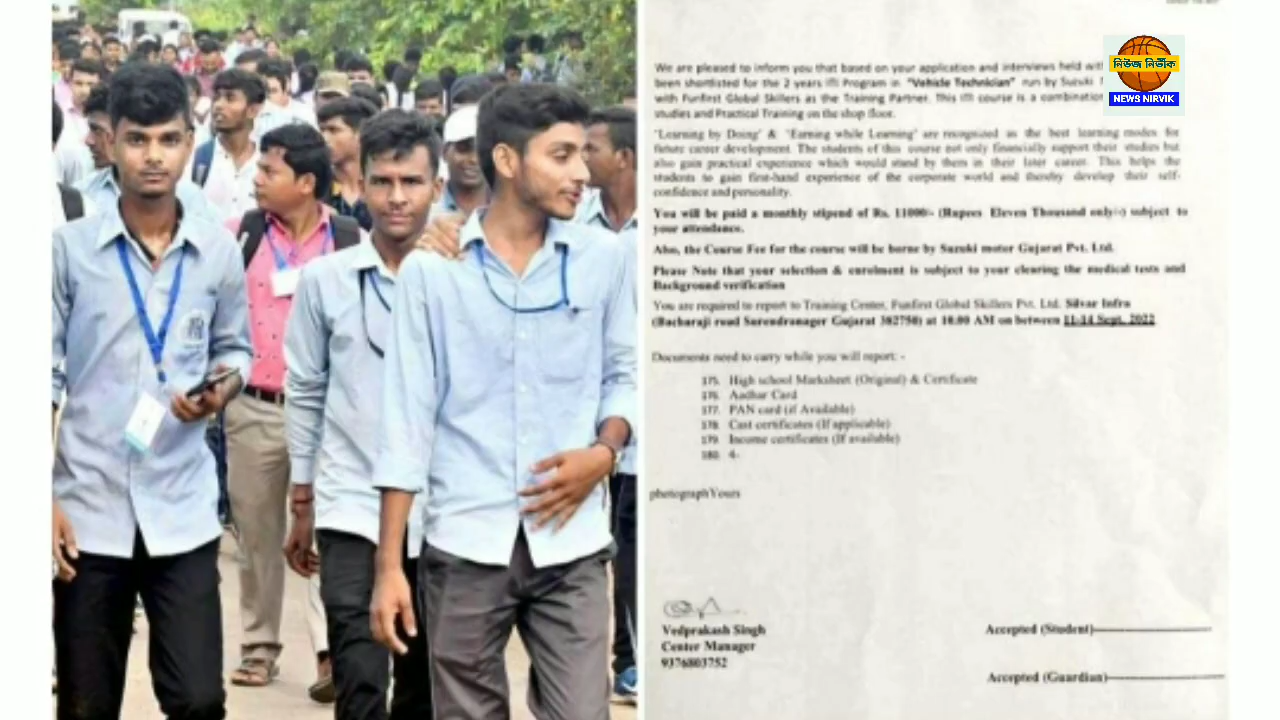 নিউজ নির্ভীক
NEWS NIRVIK
We are pleased to inform you that based on your application and interviews held
been shortlisted for the 2 years ITI Program in "Vehicle Technician" run by Suzuki
with Funfirst Global Skillers as the Training Partner. This ITI course is a combination
studies and Practical Training on the shop floor.
'Learning by Doing' & 'Earning while Learning' are recognized as the best learning modes for
future career development. The students of this course not only financially support their studies but
also gain practical experience which would stand by them in their later career. This helps the
students to gain first-hand experience of the corporate world and thereby develop their self-
confidence and personality.
You will be paid a monthly stipend of Rs. 11000/- (Rupees Eleven Thousand only/-) subject to
your attendance.
Also, the Course Fee for the course will be borne by Suzuki motor Gujarat Pvt. Ltd.
Please Note that your selection & enrolment is subject to your clearing the medical tests and
Background verification
You are required to report to Training Center, Funfirst Global Skillers Pvt. Ltd. Silvar Infra
(Bacharaji road Surendranager Gujarat 382750) at 10.00 AM on between 11-14 Sept. 2022
Documents need to carry while you will report: -
175. High school Marksheet (Original) & Certificate
176. Aadhar Card
177. PAN card (if Available)
178. Cast certificates (If applicable)
179. Income certificates (If available)
180. 4-
photographYours
Vedprakash Singh
Center Manager
9376803752
Accepted (Student)
Accepted (Guardian)